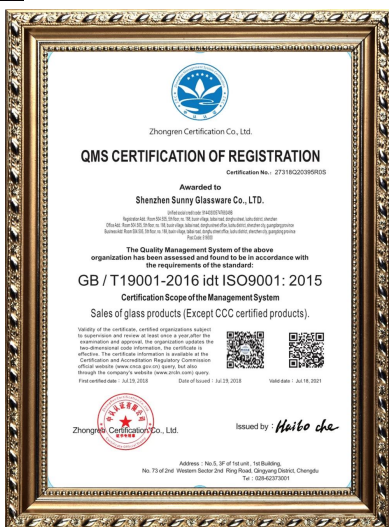 Zhongren Certification Co., Ltd.
QMS CERTIFICATION OF REGISTRATION
Certification No.: 27318Q20395R0S
Awarded to
Shenzhen Sunny Glassware Co., LTD.
The Quality Management System of the above
organization has been assessed and found to be in accordance with
the requirements of the standard:
GB / T19001-2016 idt ISO9001: 2015
Certification Scope of the Management System
Sales of glass products (Except CCC certified products).
Validity of the certificate, certified organizations subject
to supervision and review at least once a year, after the
examination and approval, the organization updates the
two-dimensional code information, the certificate is
effective. The certificate information is available at the
Certification and Accreditation Regulatory Commission
official website (www.cnca.gov.cn) query, but also
through the company's website (www.zrcln.com) query.
First certified date : Jul.19, 2018
Date of issued : Jul.19, 2018
Valid date : Jul.18, 2021
Zhongren Certification Co., Ltd.
Issued by : Haibo che
Address : No.5, 3F of 1st unit , 1st Building,
No. 73 of 2nd Western Sector 2nd Ring Road, Qingyang District, Chengdu
Tel : 028-62373001